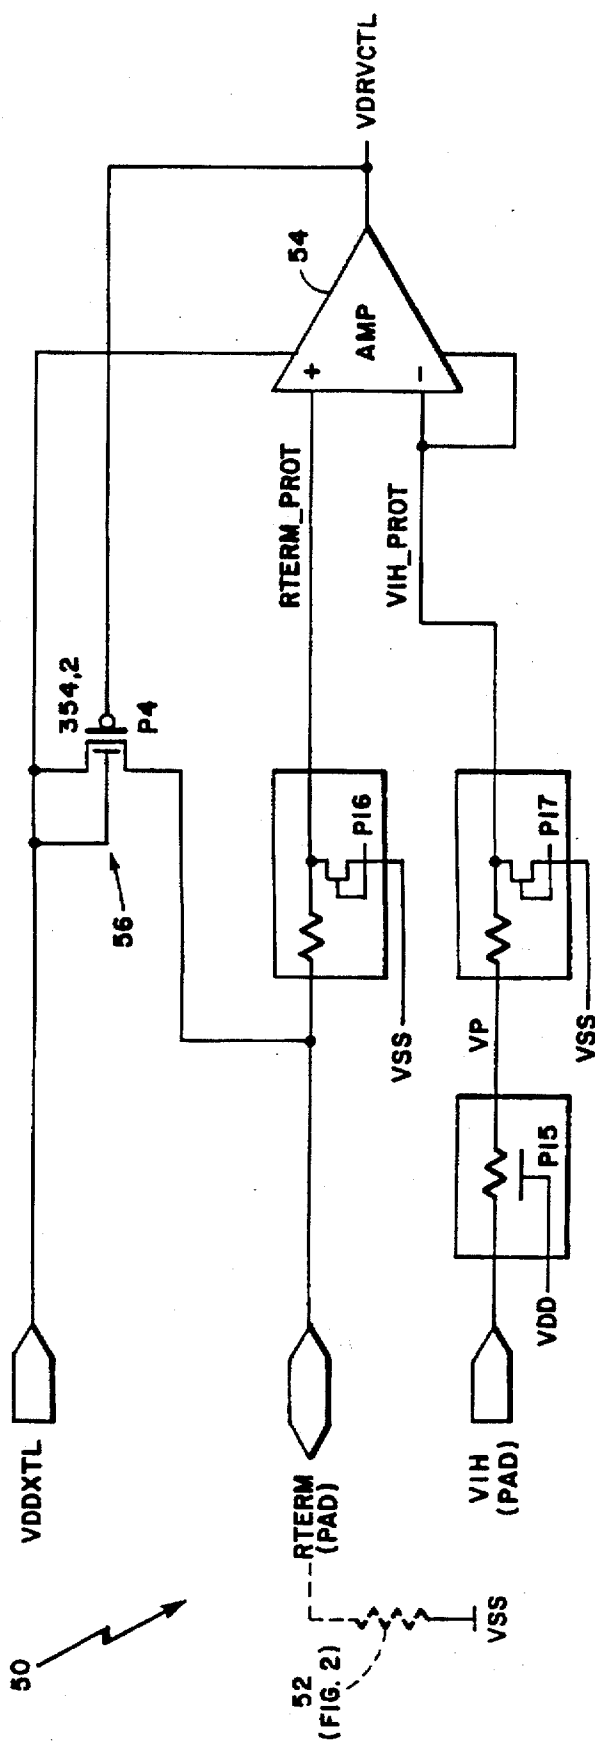 50
VDDXTL
56
354,2
P4
RTERM
(PAD)
52
(FIG. 2)
VSS
P16
VSS
RTERM_PROT
54
AMP
+
−
VDRVCTL
VIH
(PAD)
VDD
P15
VP
P17
VSS
VIH_PROT